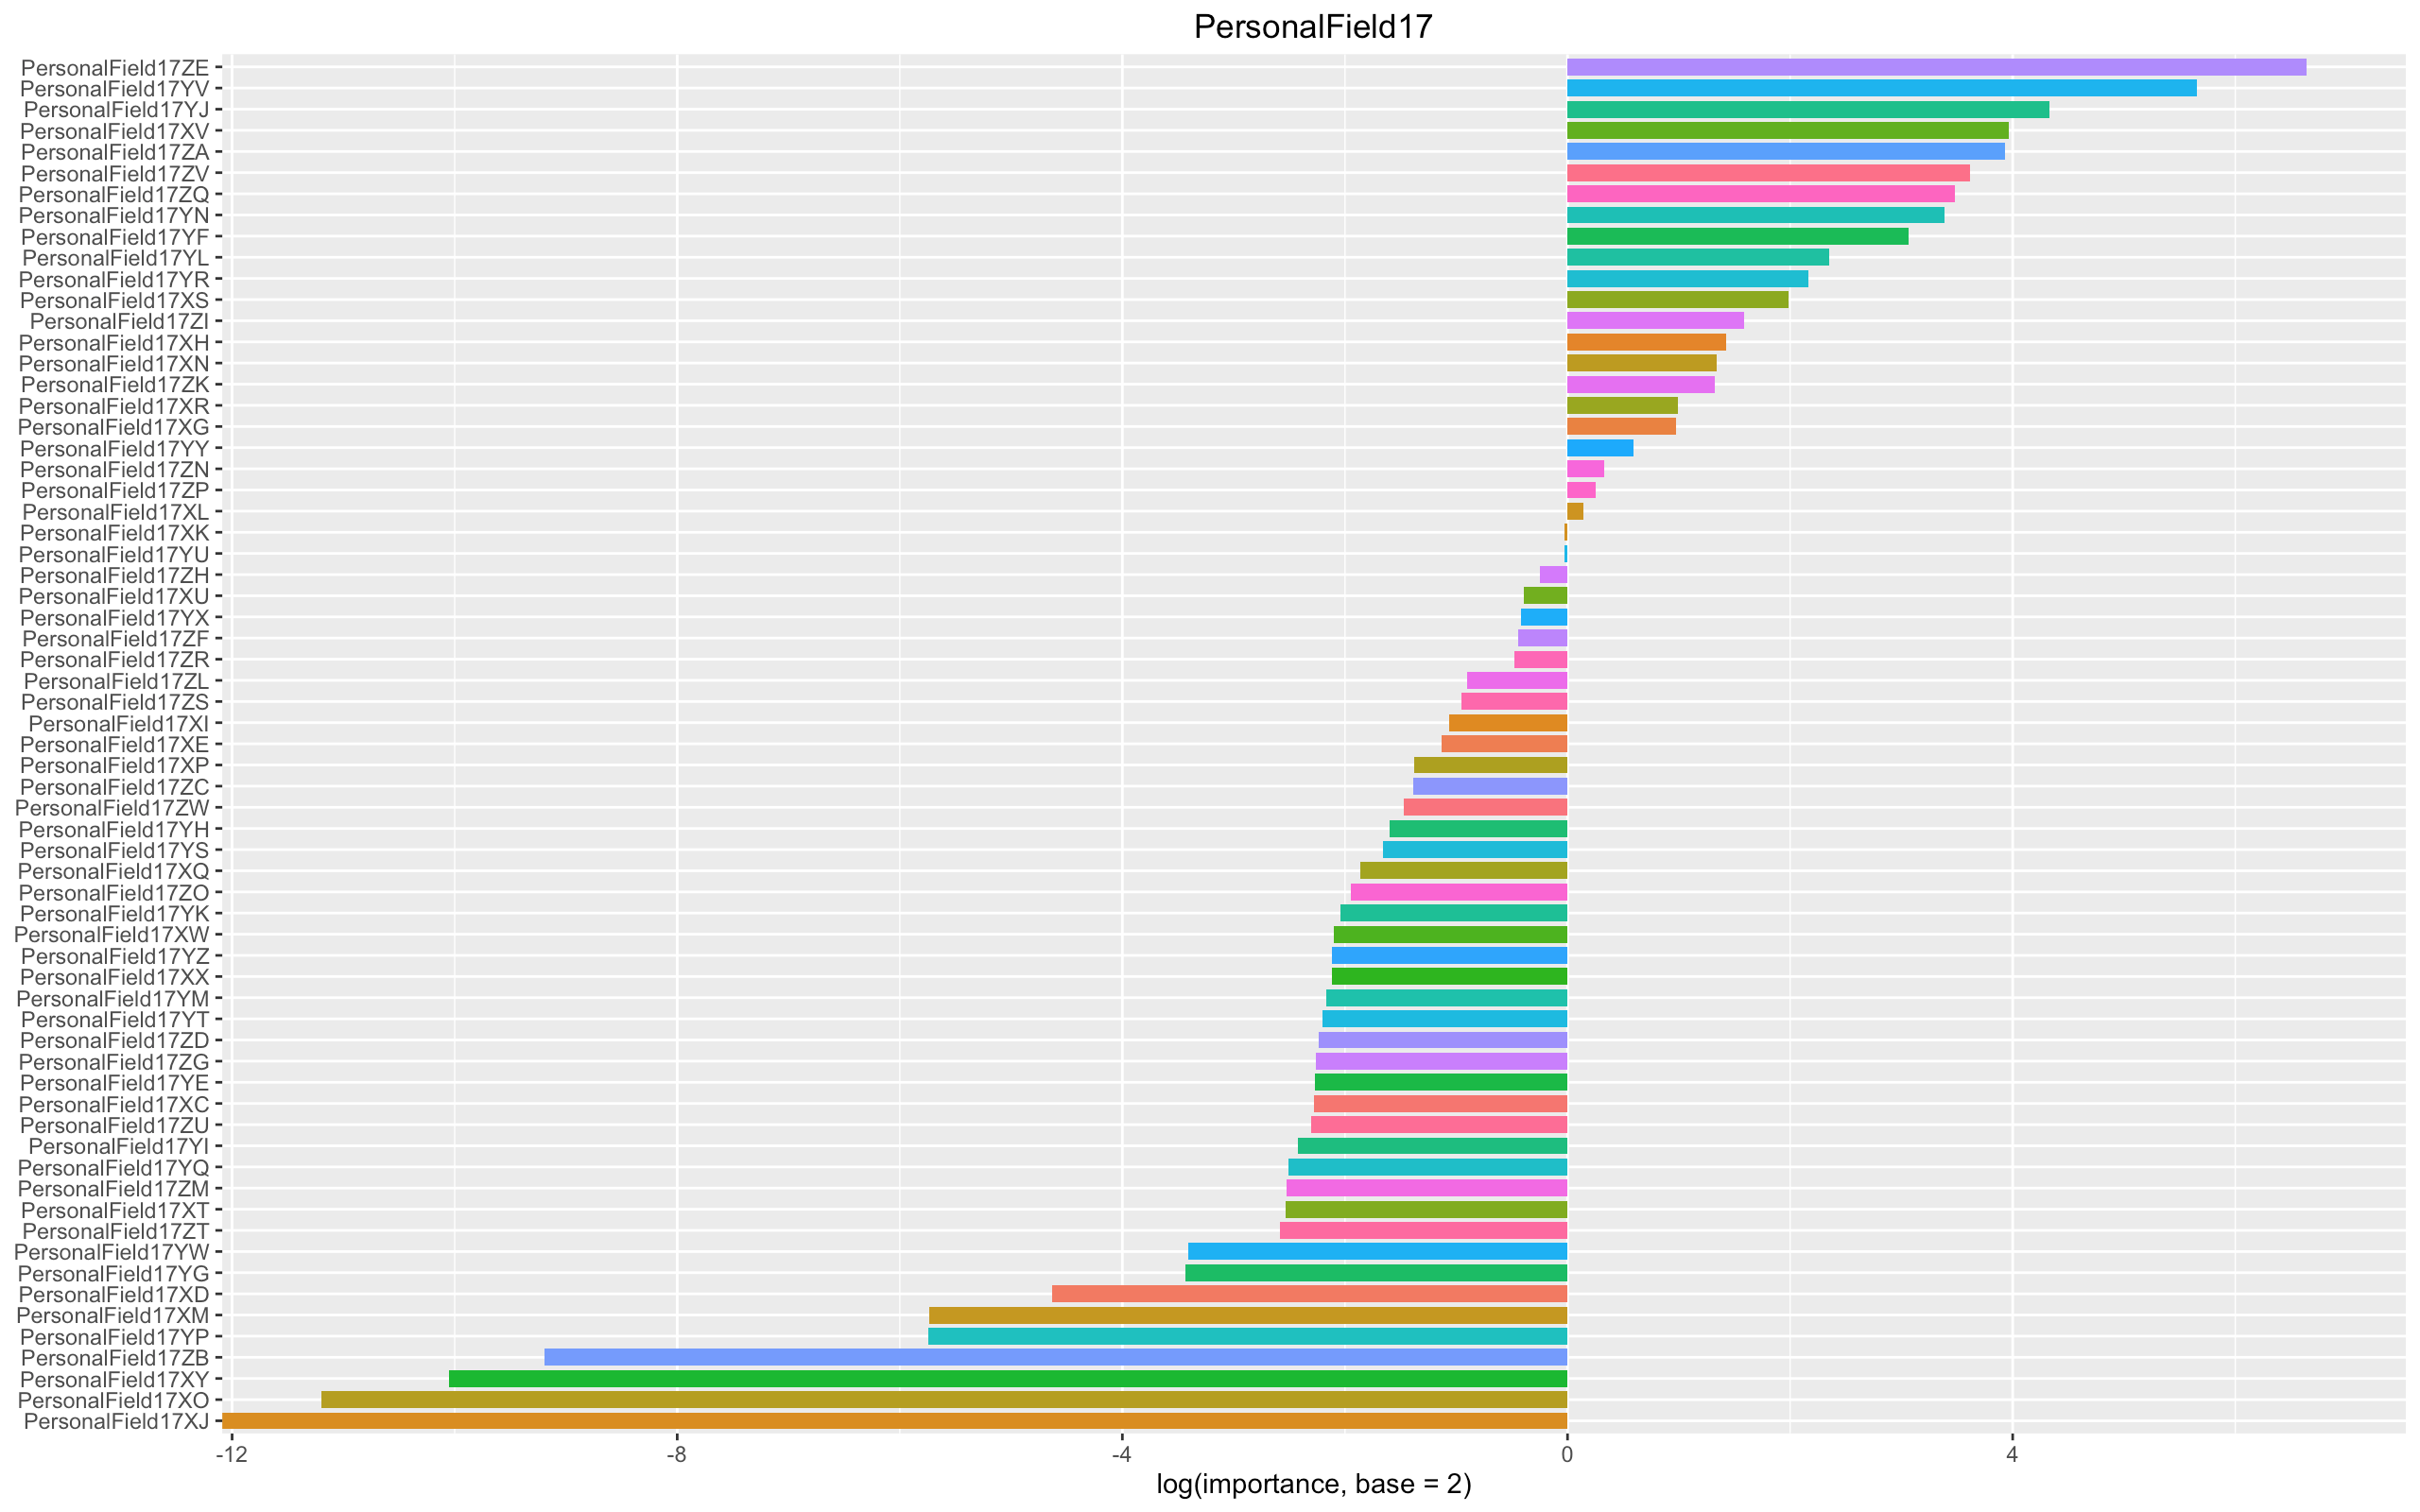 PersonalField17
PersonalField17ZE
PersonalField17YV
PersonalField17YJ
PersonalField17XV
PersonalField17ZA
PersonalField17ZV
PersonalField17ZQ
PersonalField17YN
PersonalField17YF
PersonalField17YL
PersonalField17YR
PersonalField17XS
PersonalField17ZI
PersonalField17XH
PersonalField17XN
PersonalField17ZK
PersonalField17XR
PersonalField17XG
PersonalField17YY
PersonalField17ZN
PersonalField17ZP
PersonalField17XL
PersonalField17XK
PersonalField17YU
PersonalField17ZH
PersonalField17XU
PersonalField17YX
PersonalField17ZF
PersonalField17ZR
PersonalField17ZL
PersonalField17ZS
PersonalField17XI
PersonalField17XE
PersonalField17XP
PersonalField17ZC
PersonalField17ZW
PersonalField17YH
PersonalField17YS
PersonalField17XQ
PersonalField17ZO
PersonalField17YK
PersonalField17XW
PersonalField17YZ
PersonalField17XX
PersonalField17YM
PersonalField17YT
PersonalField17ZD
PersonalField17ZG
PersonalField17YE
PersonalField17XC
PersonalField17ZU
PersonalField17YI
PersonalField17YQ
PersonalField17ZM
PersonalField17XT
PersonalField17ZT
PersonalField17YW
PersonalField17YG
PersonalField17XD
PersonalField17XM
PersonalField17YP
PersonalField17ZB
PersonalField17XY
PersonalField17XO
PersonalField17XJ
-12 -8 -4 0 4
log(importance, base = 2)